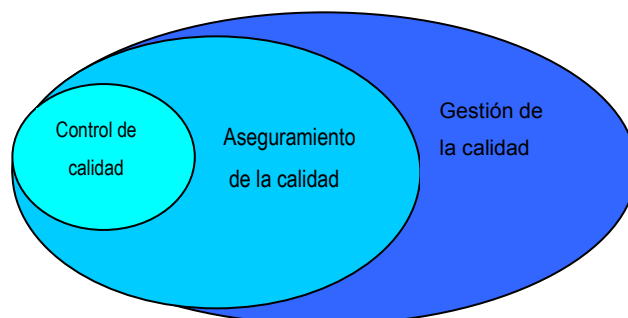 Control de
calidad
Aseguramiento
de la calidad
Gestión de
la calidad